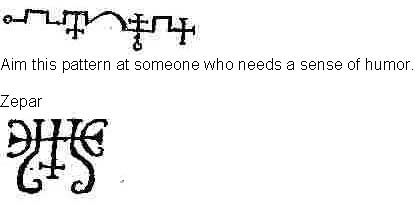 Aim this pattern at someone who needs a sense of humor.
Zepar